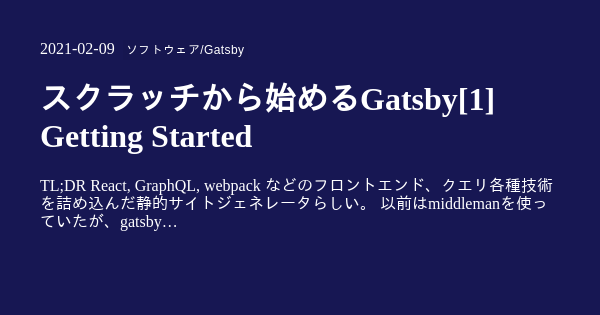 2021-02-09 ソフトウェア/Gatsby
スクラッチから始めるGatsby[1]
Getting Started
TL;DR React, GraphQL, webpack などのフロントエンド、クエリ各種技術
を詰め込んだ静的サイトジェネレータらしい。 以前はmiddlemanを使っ
ていたが、gatsby…